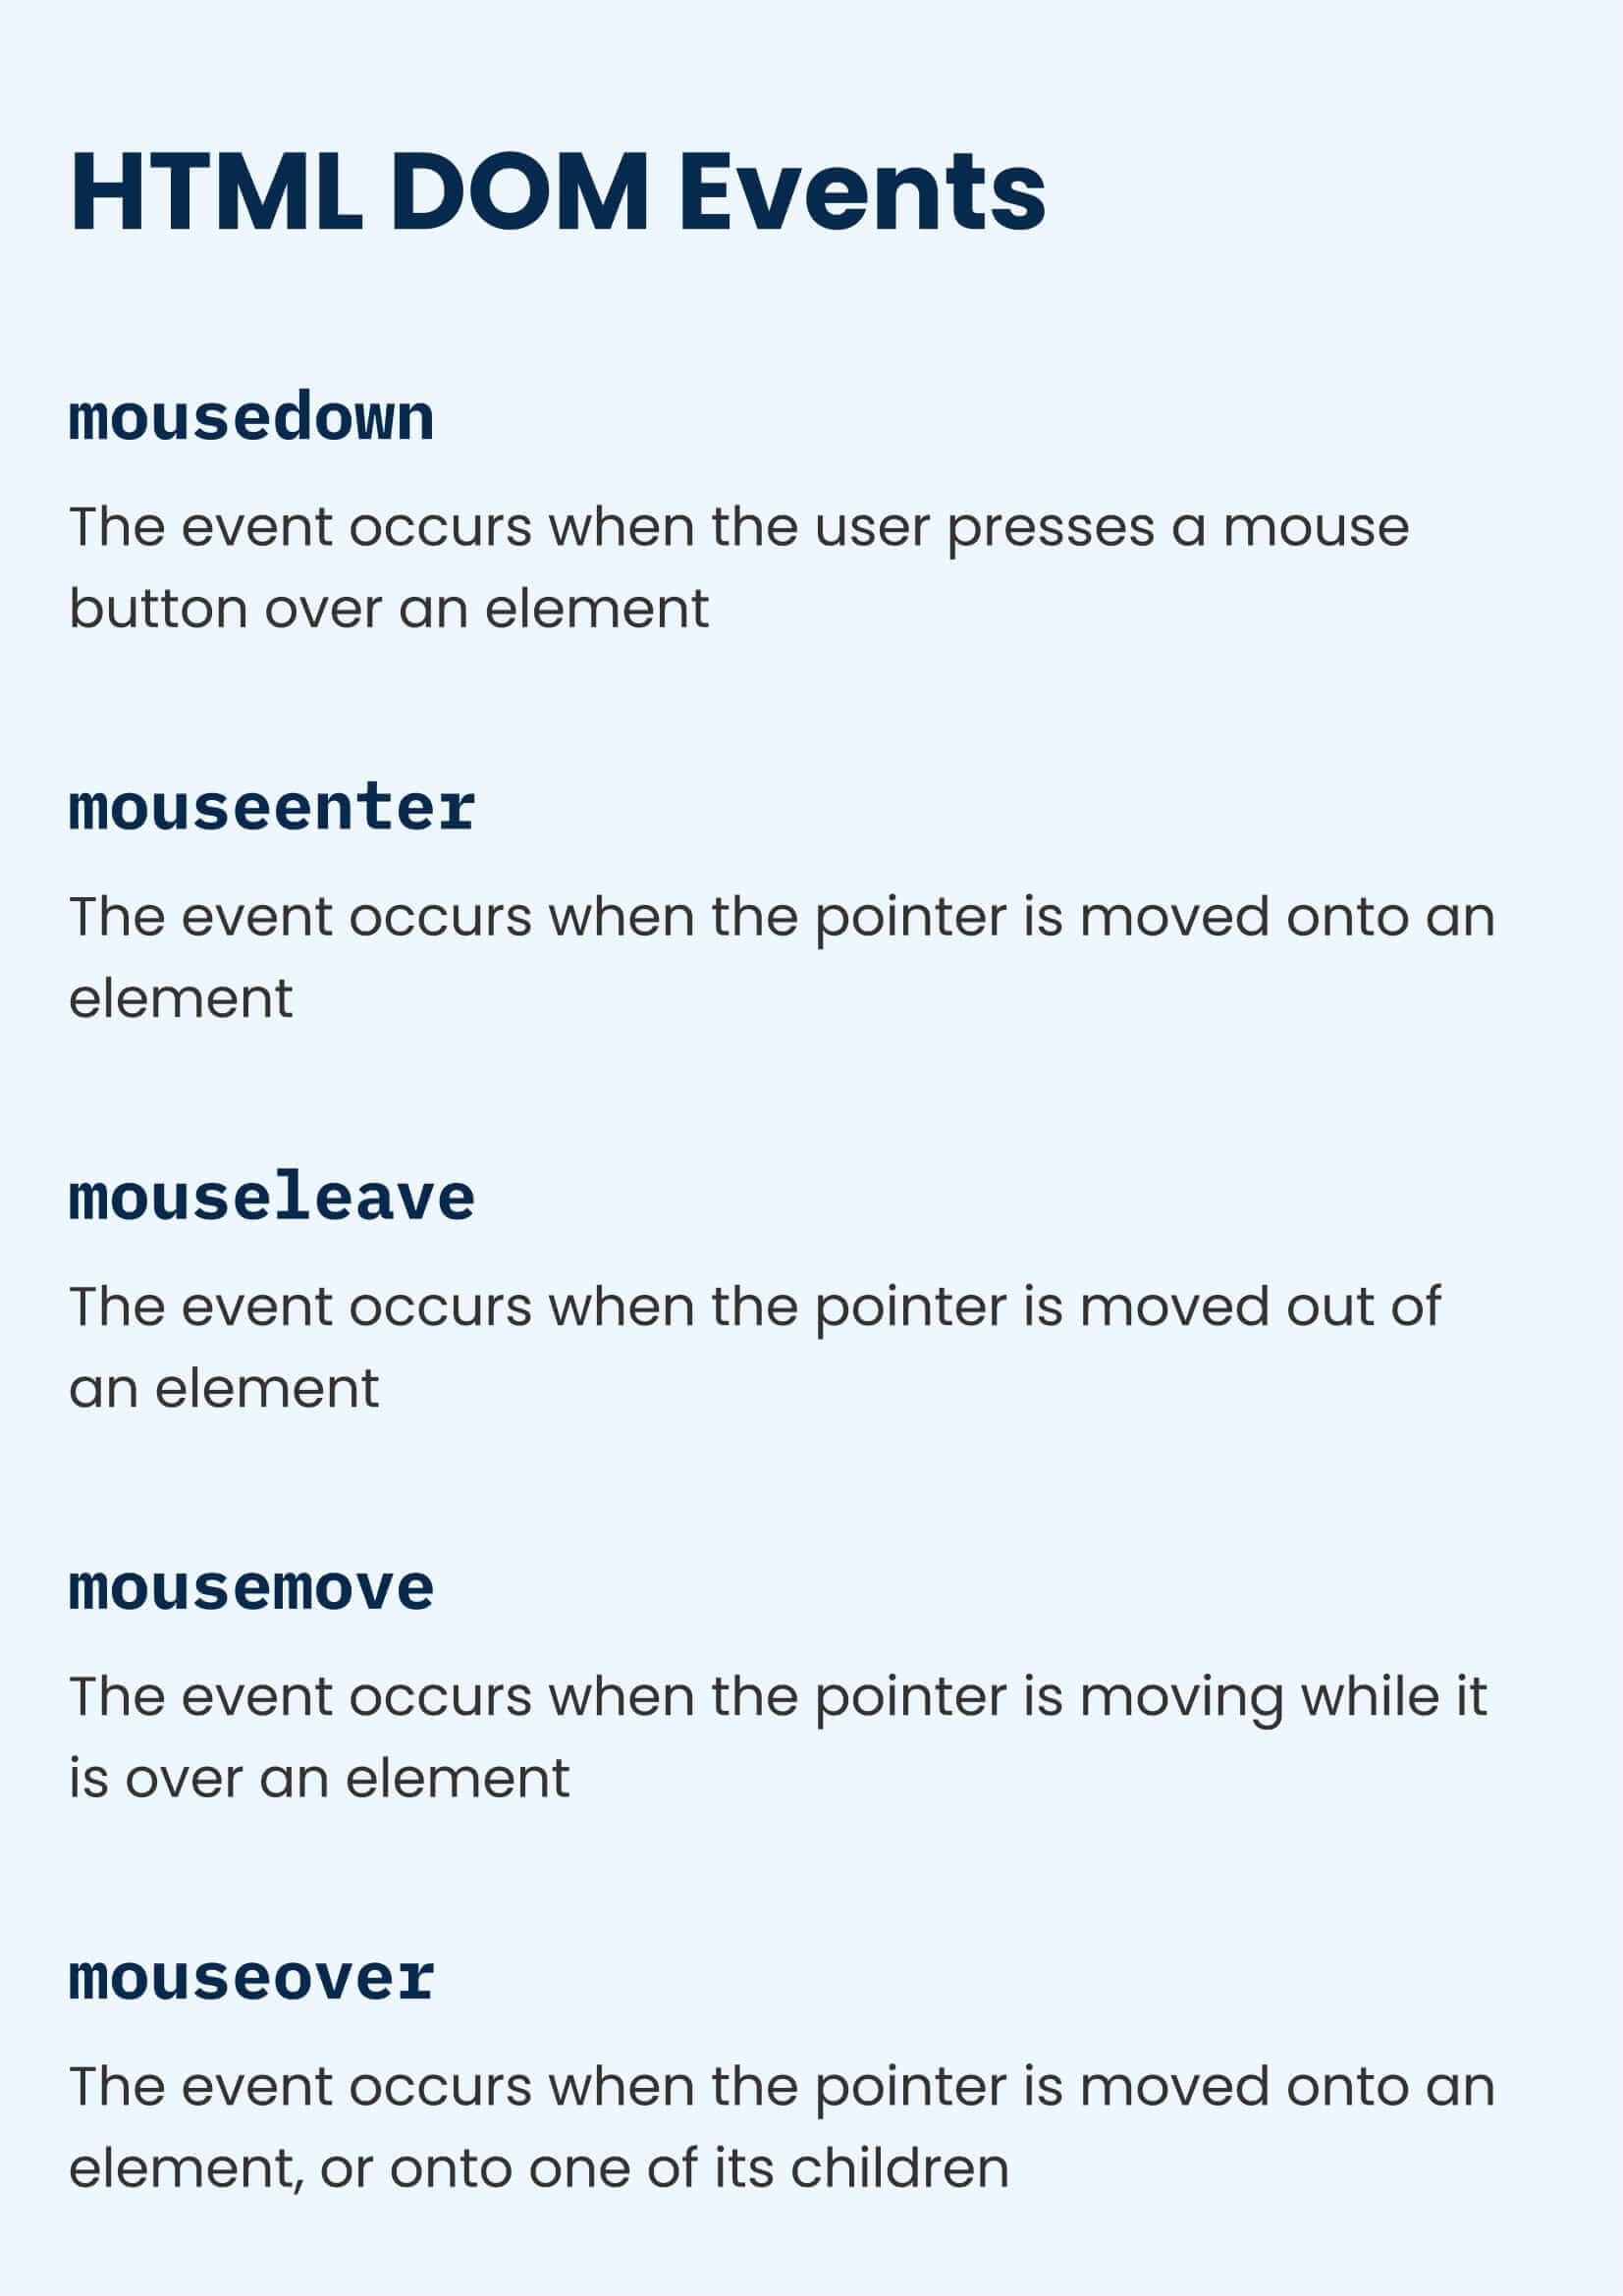 HTML DOM Events
mousedown
The event occurs when the user presses a mouse
button over an element
mouseenter
The event occurs when the pointer is moved onto an
element
mouseleave
The event occurs when the pointer is moved out of
an element
mousemove
The event occurs when the pointer is moving while it
is over an element
mouseover
The event occurs when the pointer is moved onto an
element, or onto one of its children